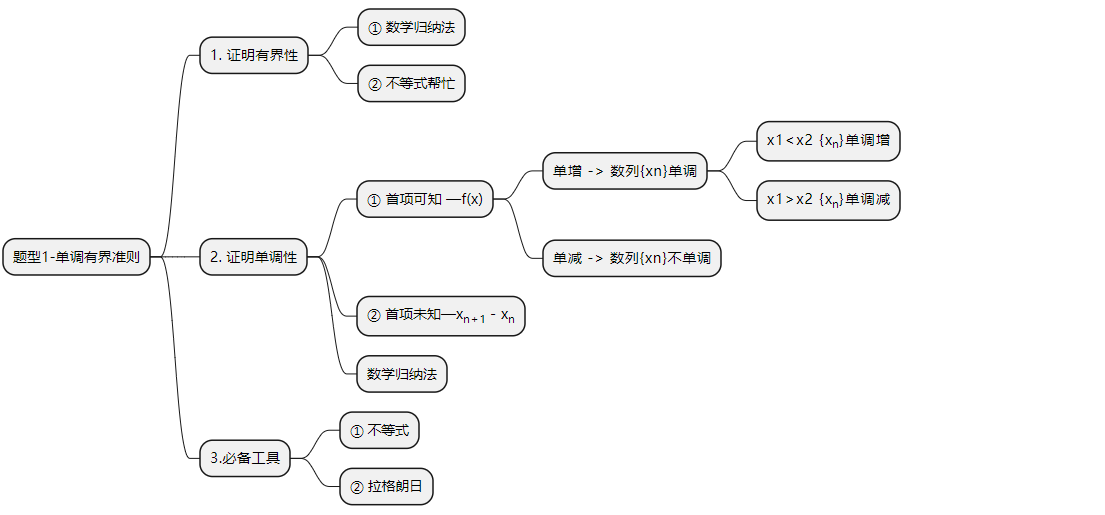 题型1-单调有界准则
1. 证明有界性
① 数学归纳法
② 不等式帮忙
2. 证明单调性
① 首项可知 —f(x)
单增 -> 数列{xn}单调
x1<x2 {xn}单调增
x1>x2 {xn}单调减
单减 -> 数列{xn}不单调
② 首项未知—xn+1 - xn
数学归纳法
3.必备工具
① 不等式
② 拉格朗日